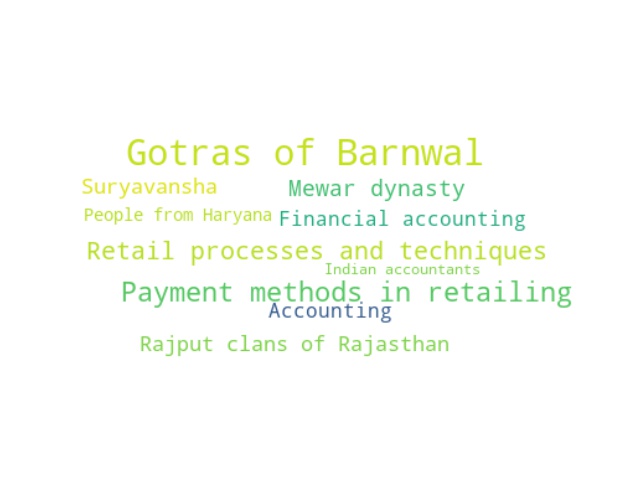 Gotras of Barnwal
Suryavansha
Mewar dynasty
People from Haryana
Financial accounting
Retail processes and techniques
Indian accountants
Payment methods in retailing
Accounting
Rajput clans of Rajasthan